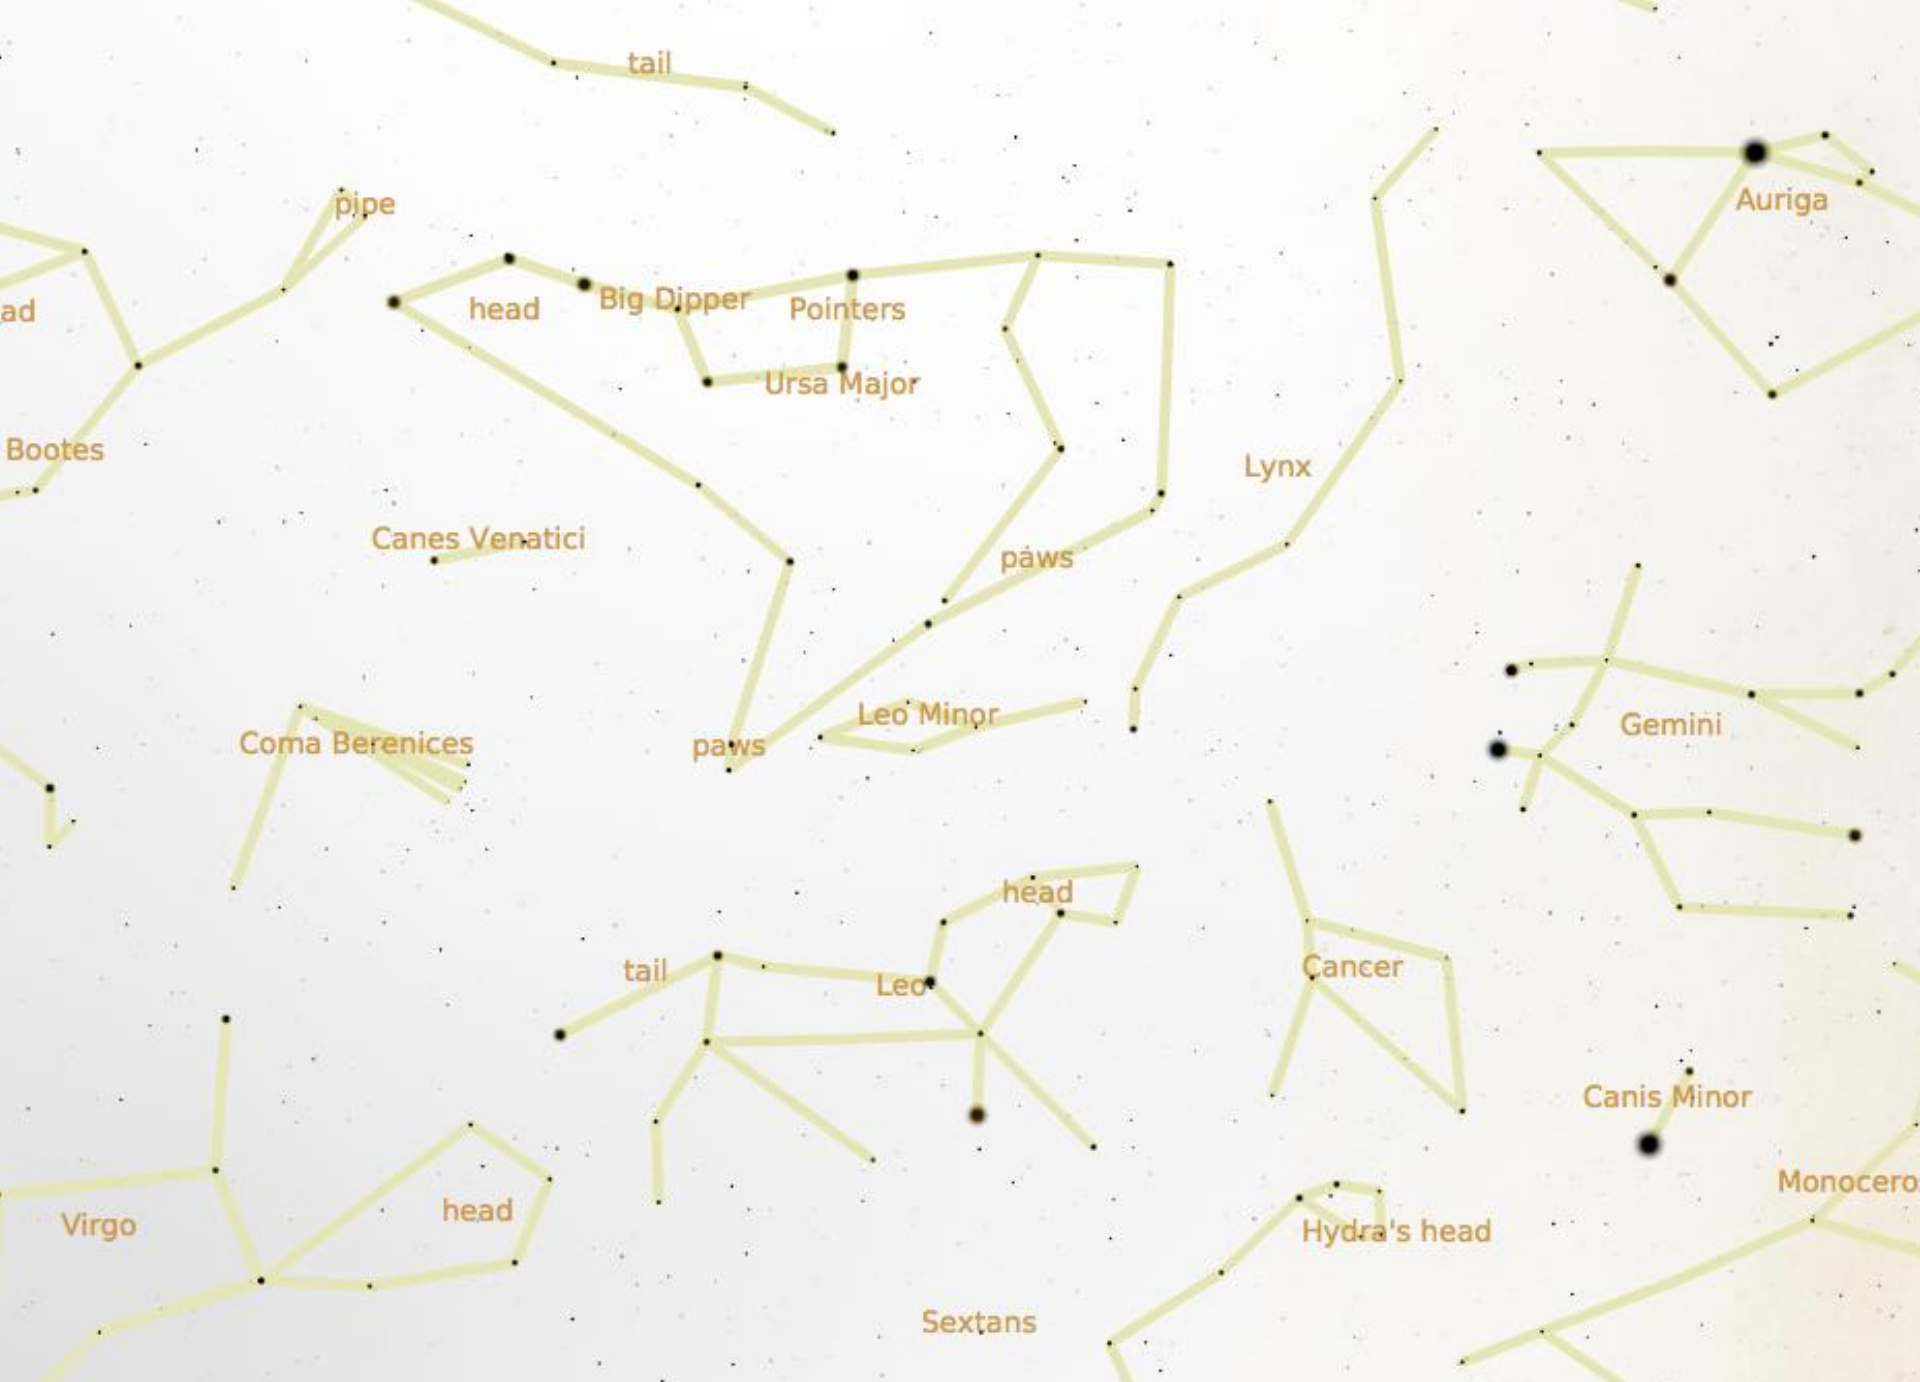 tail
pipe
Auriga
ad
head
Big Dipper
Pointers
Ursa Major
Bootes
Lynx
Canes Venatici
paws
Leo Minor
Gemini
Coma Berenices
paws
head
tail
Leo
Cancer
Canis Minor
Monocero
Virgo
head
Hydra's head
Sextans